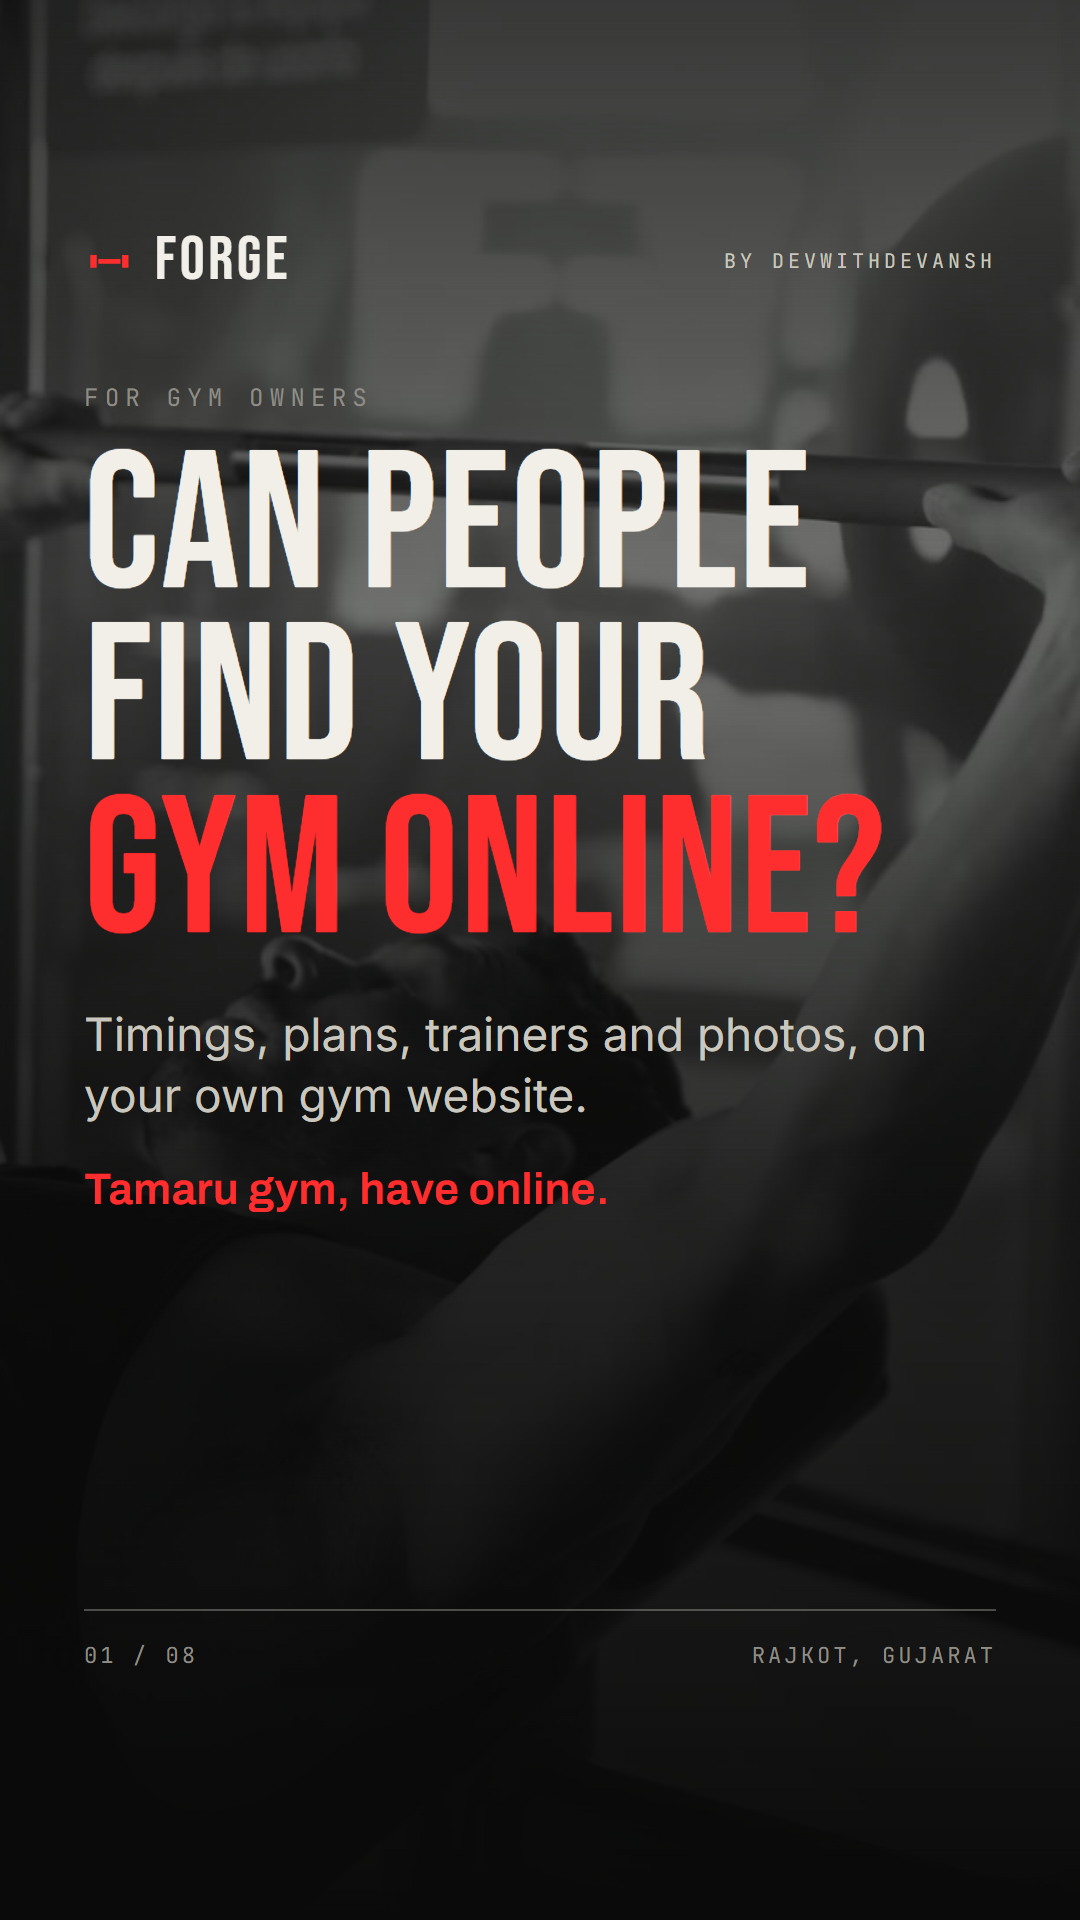 FORGE
BY DEVWITHDEVANSH
FOR GYM OWNERS
CAN PEOPLE
FIND YOUR
GYM ONLINE?
Timings, plans, trainers and photos, on
your own gym website.
Tamaru gym, have online.
01 / 08
RAJKOT, GUJARAT